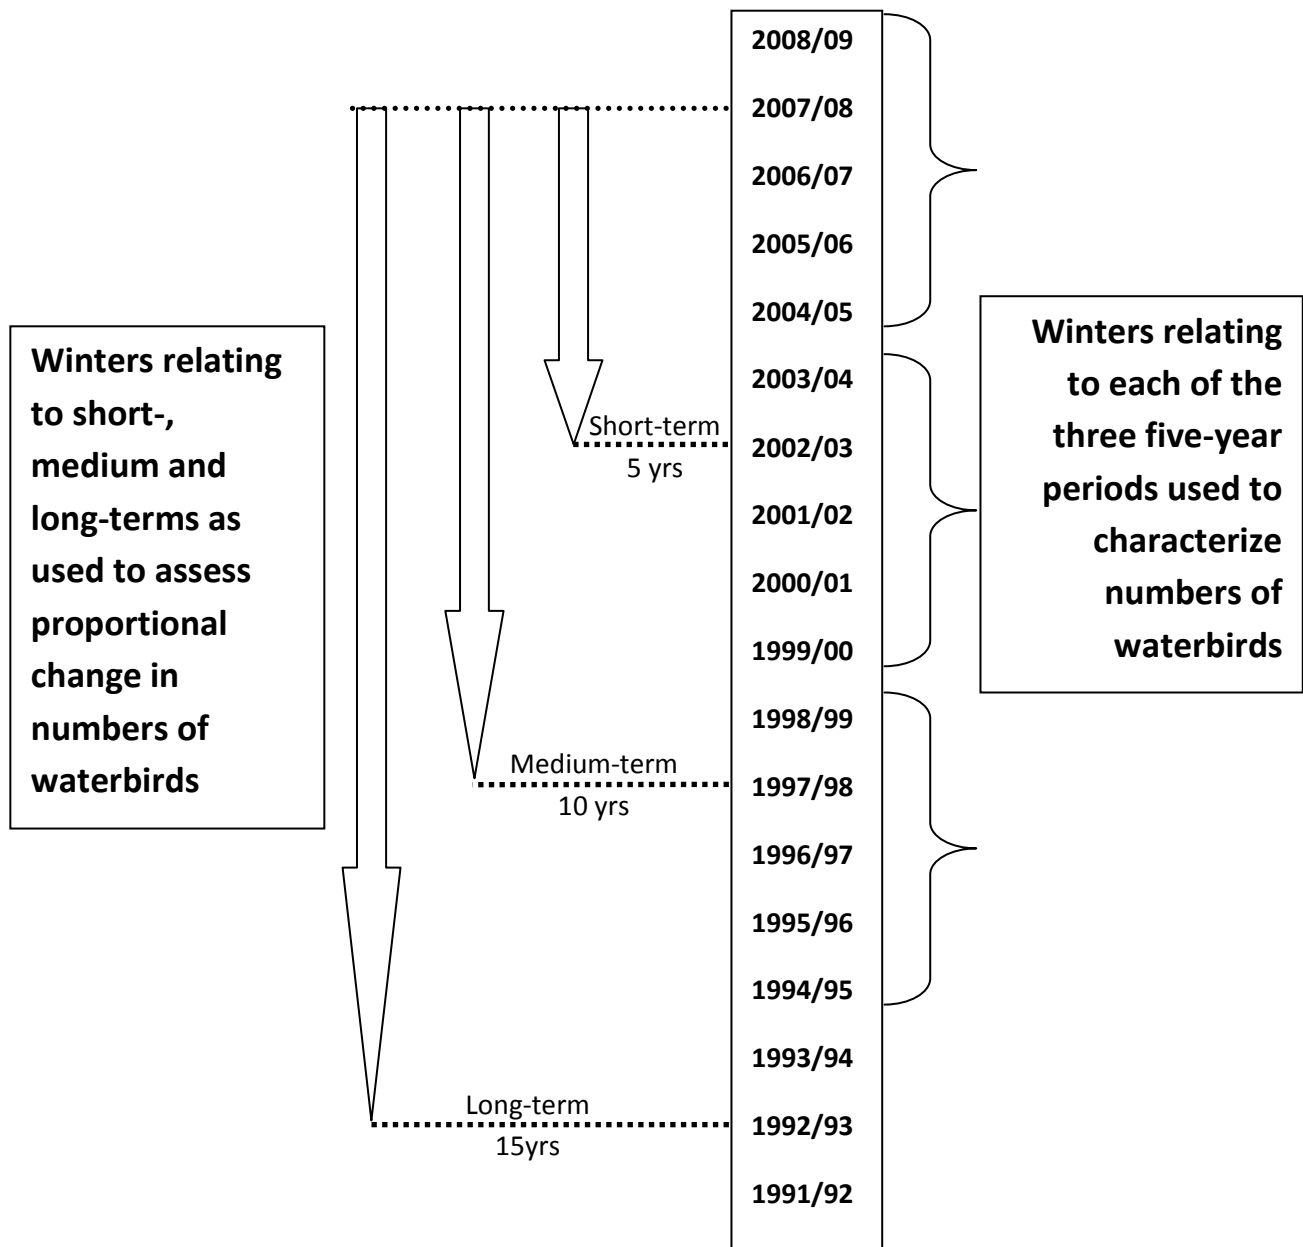 Winters relating
to short-,
medium and
long-terms as
used to assess
proportional
change in
numbers of
waterbirds
Short-term
5 yrs
Medium-term
10 yrs
Long-term
15yrs
2008/09
2007/08
2006/07
2005/06
2004/05
2003/04
2002/03
2001/02
2000/01
1999/00
1998/99
1997/98
1996/97
1995/96
1994/95
1993/94
1992/93
1991/92
Winters relating
to each of the
three five-year
periods used to
characterize
numbers of
waterbirds